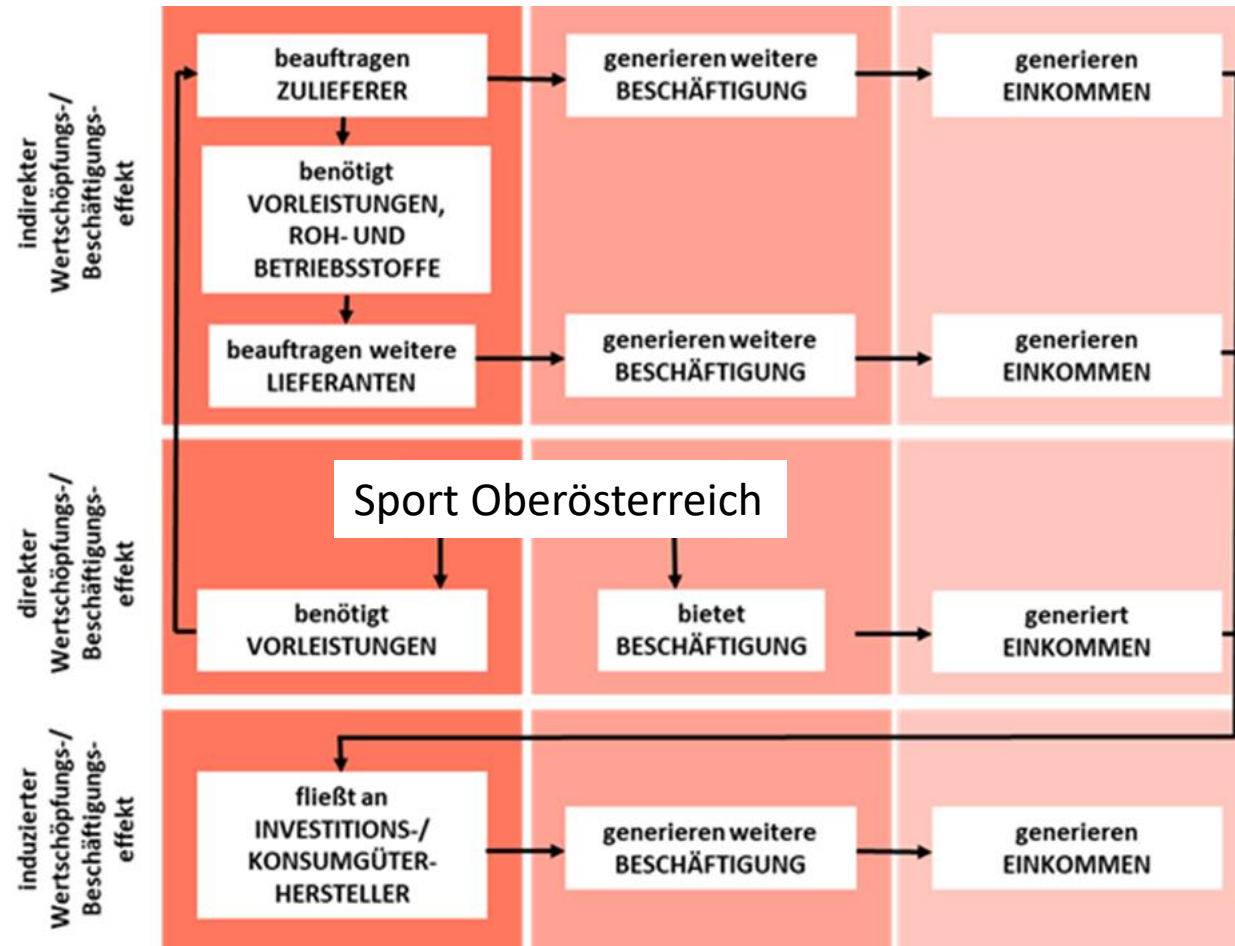 indirekter
Wertschöpfungs-/
Beschäftigungs-
effekt
beauftragen
ZULIEFERER
generieren weitere
BESCHÄFTIGUNG
generieren
EINKOMMEN
benötigt
VORLEISTUNGEN,
ROH- UND
BETRIEBSSTOFFE
beauftragen weitere
LIEFERANTEN
generieren weitere
BESCHÄFTIGUNG
generieren
EINKOMMEN
direkter
Wertschöpfungs-/
Beschäftigungs-
effekt
Sport Oberösterreich
benötigt
VORLEISTUNGEN
bietet
BESCHÄFTIGUNG
generiert
EINKOMMEN
induzierter
Wertschöpfungs-/
Beschäftigungs-
effekt
fließt an
INVESTITIONS-/
KONSUMGÜTER-
HERSTELLER
generieren weitere
BESCHÄFTIGUNG
generieren
EINKOMMEN